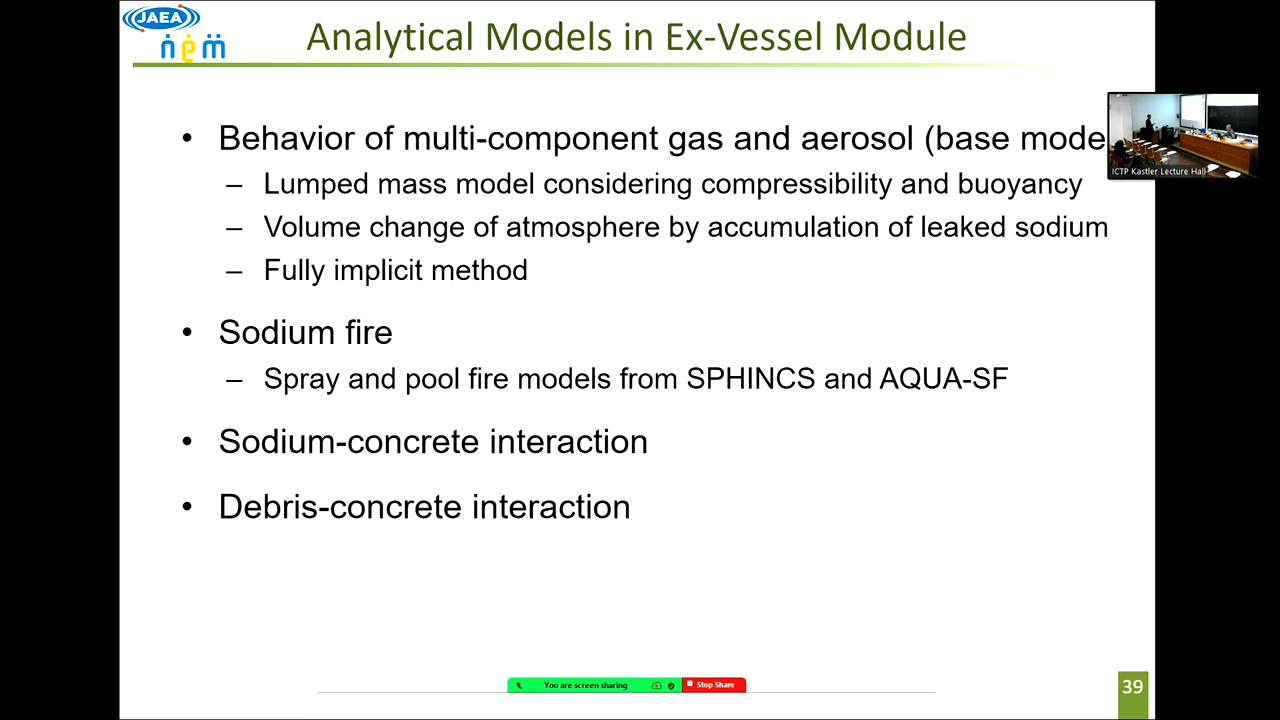 JAEA
nem
Analytical Models in Ex-Vessel Module
• Behavior of multi-component gas and aerosol (base mode
– Lumped mass model considering compressibility and buoyancy
– Volume change of atmosphere by accumulation of leaked sodium
– Fully implicit method
• Sodium fire
– Spray and pool fire models from SPHINCS and AQUA-SF
• Sodium-concrete interaction
• Debris-concrete interaction
ICTP Kastler Lecture Hall
You are screen sharing
Stop Share
39